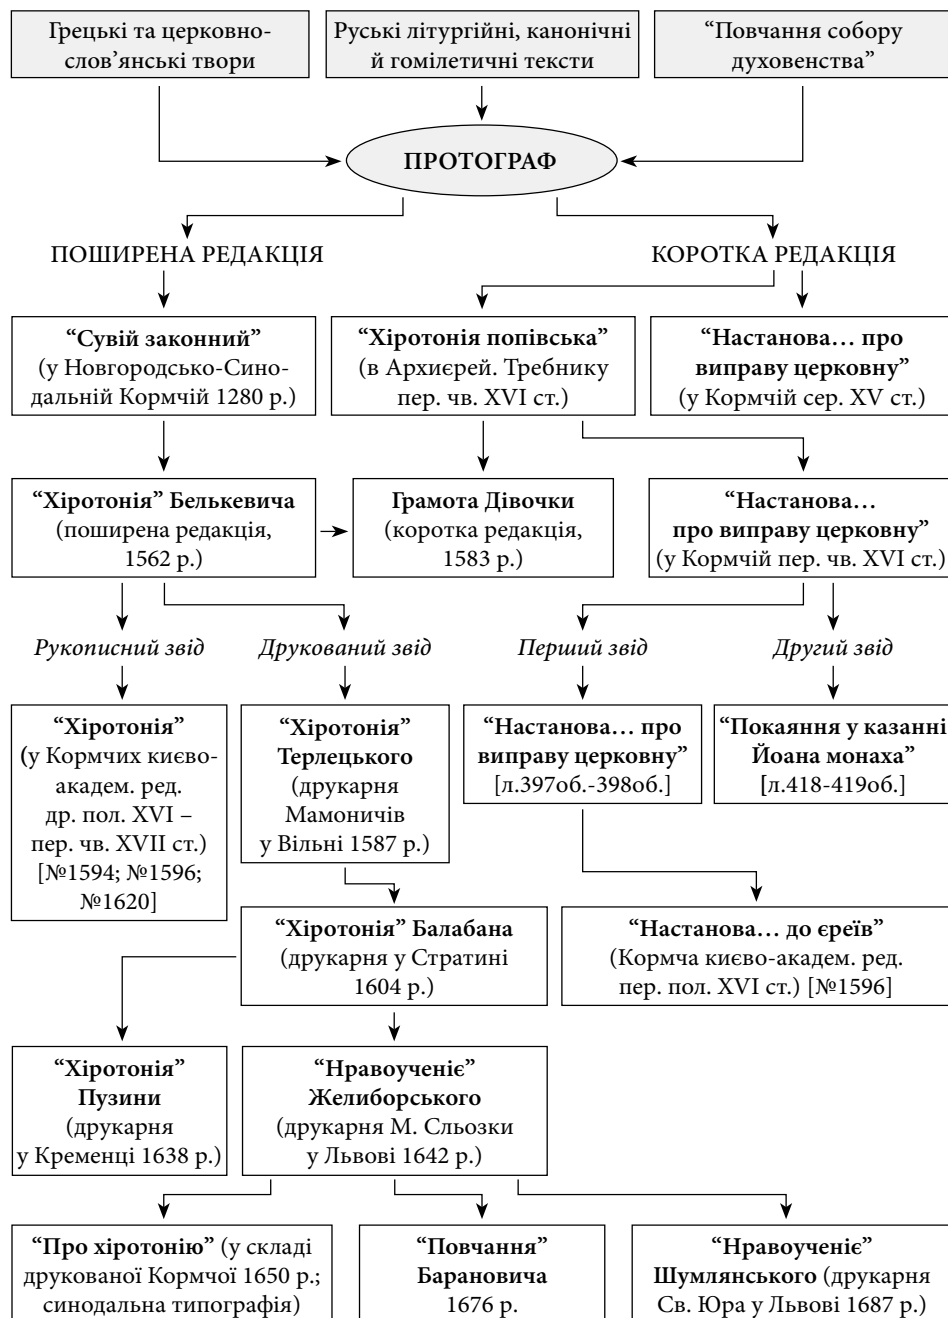 Грецькі та церковно-
слов’янські твори
Руські літургійні, канонічні
й гомілетичні тексти
“Повчання собору
духовенства”
ПРОТОГРАФ
ПОШИРЕНА РЕДАКЦІЯ
КОРОТКА РЕДАКЦІЯ
“Сувій законний”
(у Новгородсько-Сино-
дальній Кормчій 1280 р.)
“Хіротонія попівська”
(в Архиєрей. Требнику
пер. чв. XVI ст.)
“Настанова… про
виправу церковну”
(у Кормчій сер. XV ст.)
“Хіротонія” Белькевича
(поширена редакція,
1562 р.)
Грамота Дівочки
(коротка редакція,
1583 р.)
“Настанова…
про виправу церковну”
(у Кормчій пер. чв. XVI ст.)
Рукописний звід
Друкований звід
Перший звід
Другий звід
“Хіротонія”
(у Кормчих києво-
академ. ред.
др. пол. XVI –
пер. чв. XVII ст.)
[№1594; №1596;
№1620]
“Хіротонія”
Терлецького
(друкарня
Мамоничів
у Вільні 1587 р.)
“Настанова… про
виправу церковну”
[л.397об.-398об.]
“Покаяння у казанні
Йоана монаха”
[л.418-419об.]
“Хіротонія” Балабана
(друкарня у Стратині
1604 р.)
“Настанова… до єреїв”
(Кормча києво-академ. ред.
пер. пол. XVI ст.) [№1596]
“Хіротонія”
Пузини
(друкарня
у Кременці 1638 р.)
“Нравоученіє”
Желиборського
(друкарня М. Сльозки
у Львові 1642 р.)
“Про хіротонію” (у складі
друкованої Кормчої 1650 р.;
синодальна типографія)
“Повчання”
Барановича
1676 р.
“Нравоученіє”
Шумлянського (друкарня
Св. Юра у Львові 1687 р.)